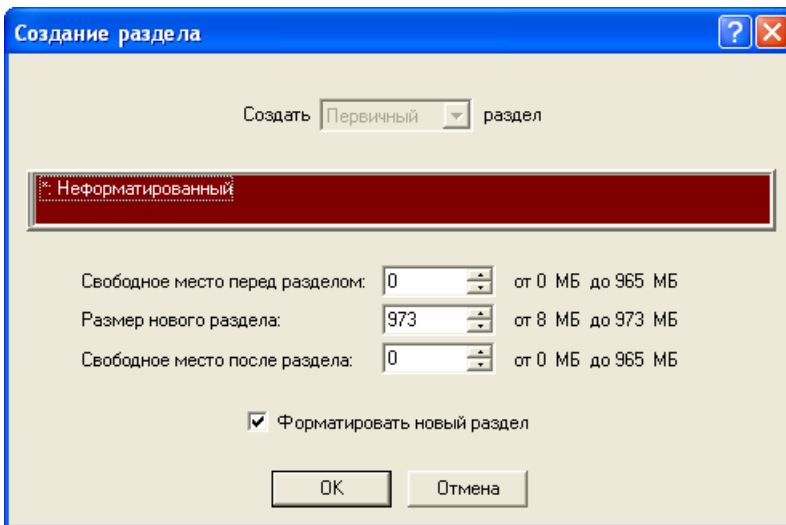 Создание раздела
Создать Первичный раздел
*: Неформатированный
Свободное место перед разделом: 0 от 0 МБ до 965 МБ
Размер нового раздела: 973 от 8 МБ до 973 МБ
Свободное место после раздела: 0 от 0 МБ до 965 МБ
Форматировать новый раздел
OK Отмена